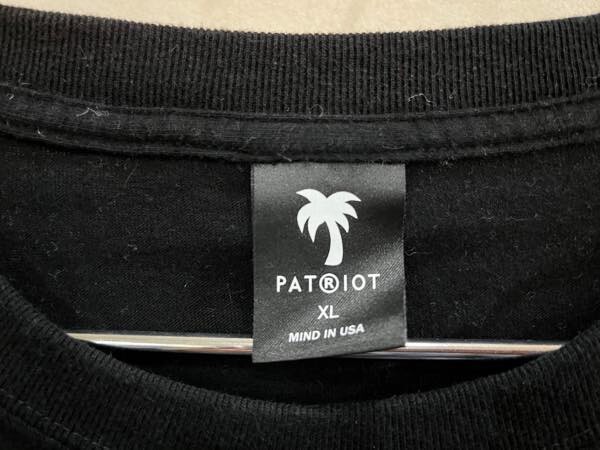 PAT®IOT
XL
MIND IN USA